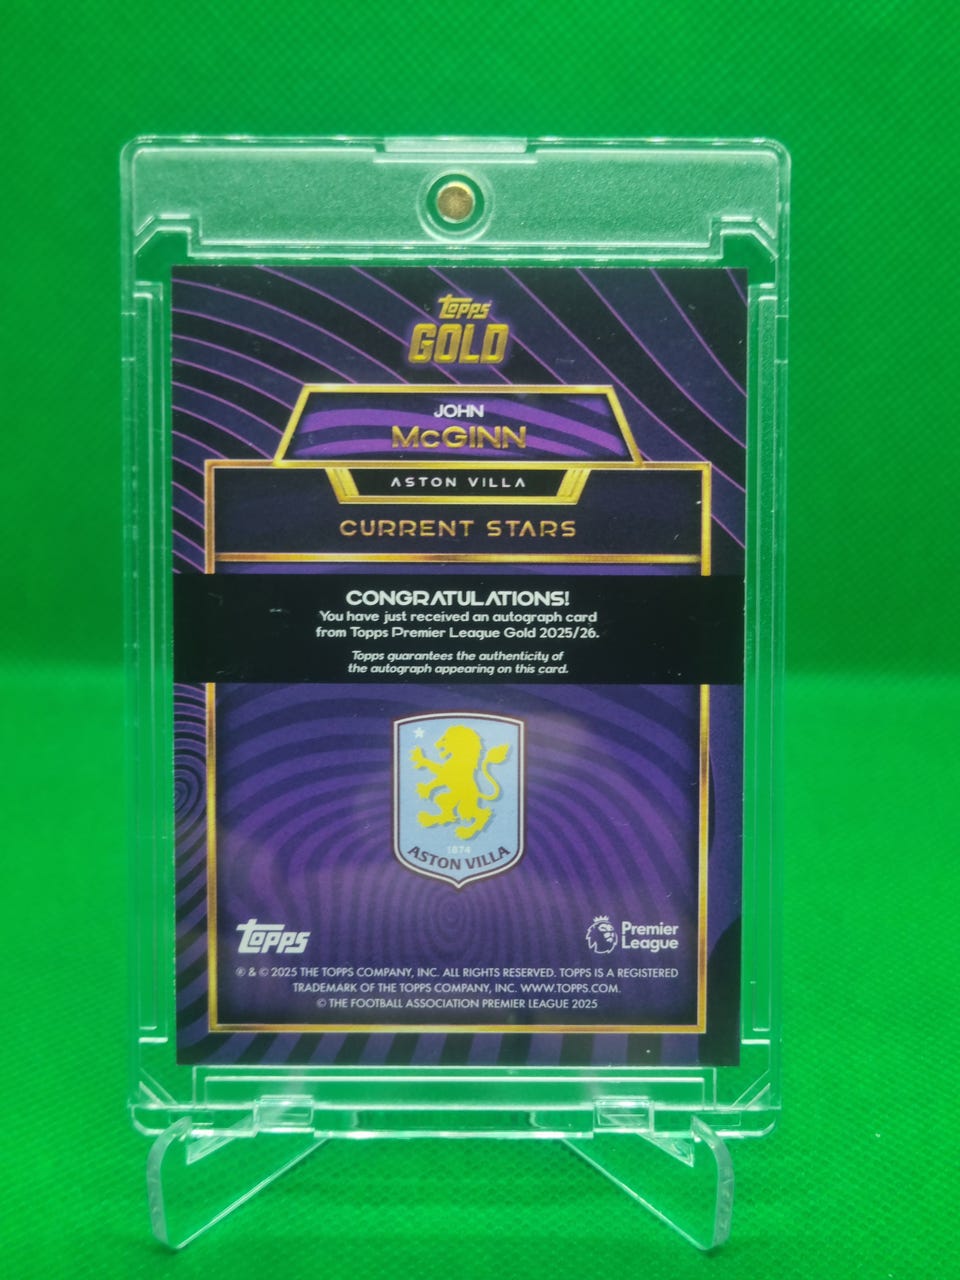 Topps
GOLD
JOHN
McGINN
ASTON VILLA
CURRENT STARS
CONGRATULATIONS!
You have just received an autograph card
from Topps Premier League Gold 2025/26.
Topps guarantees the authenticity of
the autograph appearing on this card.
1874
ASTON VILLA
Topps
Premier
League
® & © 2025 THE TOPPS COMPANY, INC. ALL RIGHTS RESERVED. TOPPS IS A REGISTERED
TRADEMARK OF THE TOPPS COMPANY, INC. WWW.TOPPS.COM.
© THE FOOTBALL ASSOCIATION PREMIER LEAGUE 2025